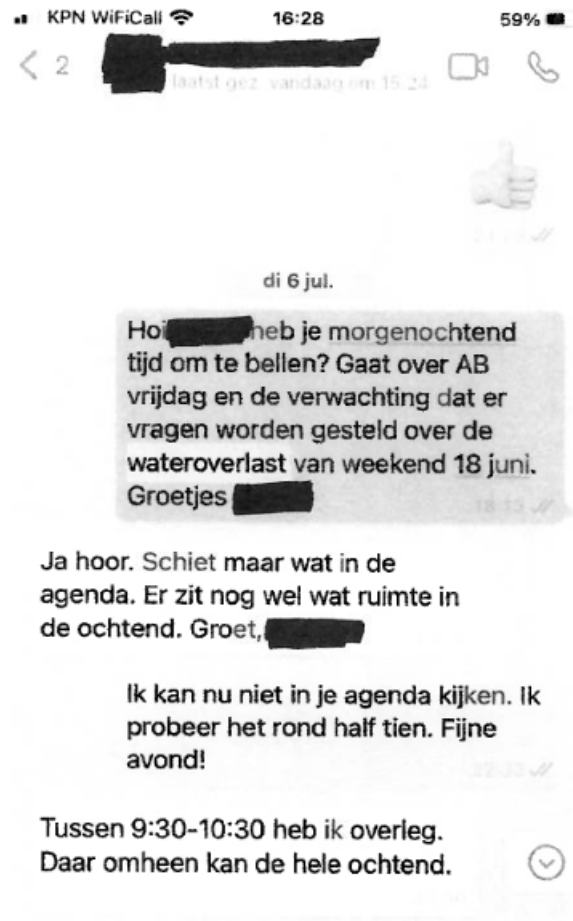 KPN WiFiCall 16:28 59%
2
laatst gez. vandaag om 15:24
di 6 jul.
Hoi heb je morgenochtend
tijd om te bellen? Gaat over AB
vrijdag en de verwachting dat er
vragen worden gesteld over de
wateroverlast van weekend 18 juni.
Groetjes
18:13
Ja hoor. Schiet maar wat in de
agenda. Er zit nog wel wat ruimte in
de ochtend. Groet,
Ik kan nu niet in je agenda kijken. Ik
probeer het rond half tien. Fijne
avond!
Tussen 9:30-10:30 heb ik overleg.
Daar omheen kan de hele ochtend.